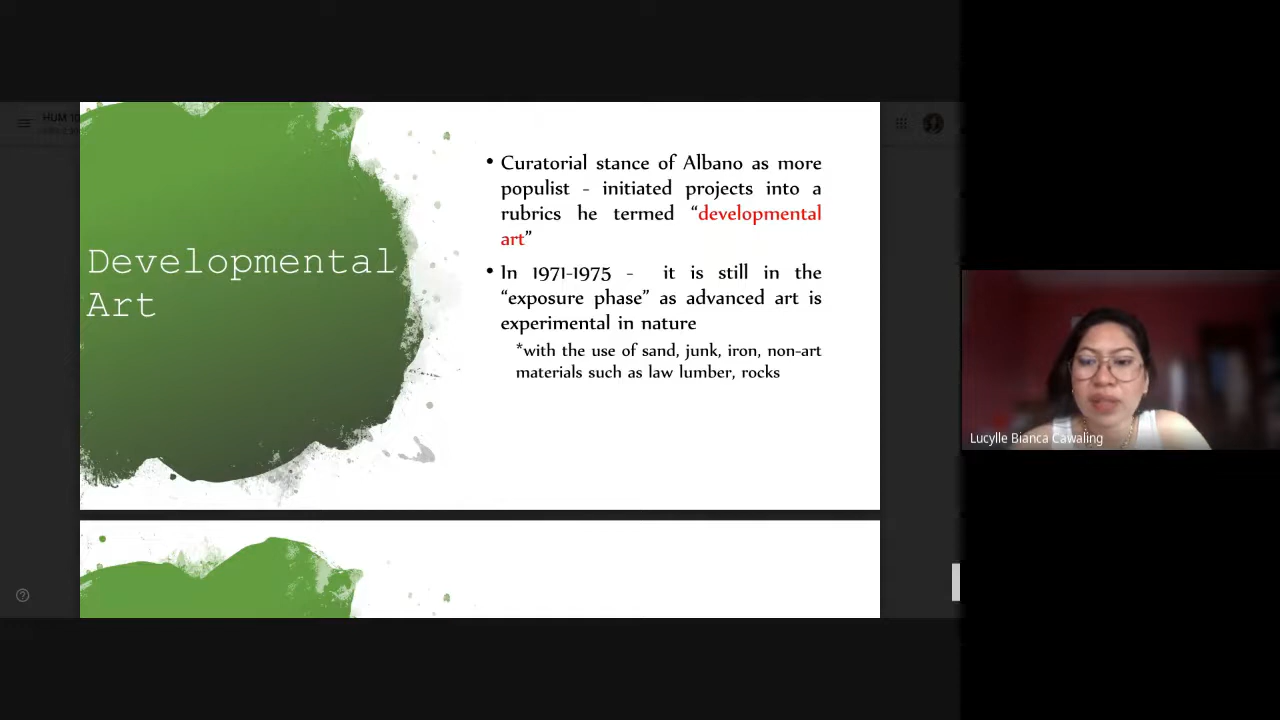 HUM 10
Developmental
Art
• Curatorial stance of Albano as more
populist - initiated projects into a
rubrics he termed “developmental
art”
• In 1971-1975 - it is still in the
“exposure phase” as advanced art is
experimental in nature
*with the use of sand, junk, iron, non-art
materials such as law lumber, rocks
Lucylle Bianca Cawaling